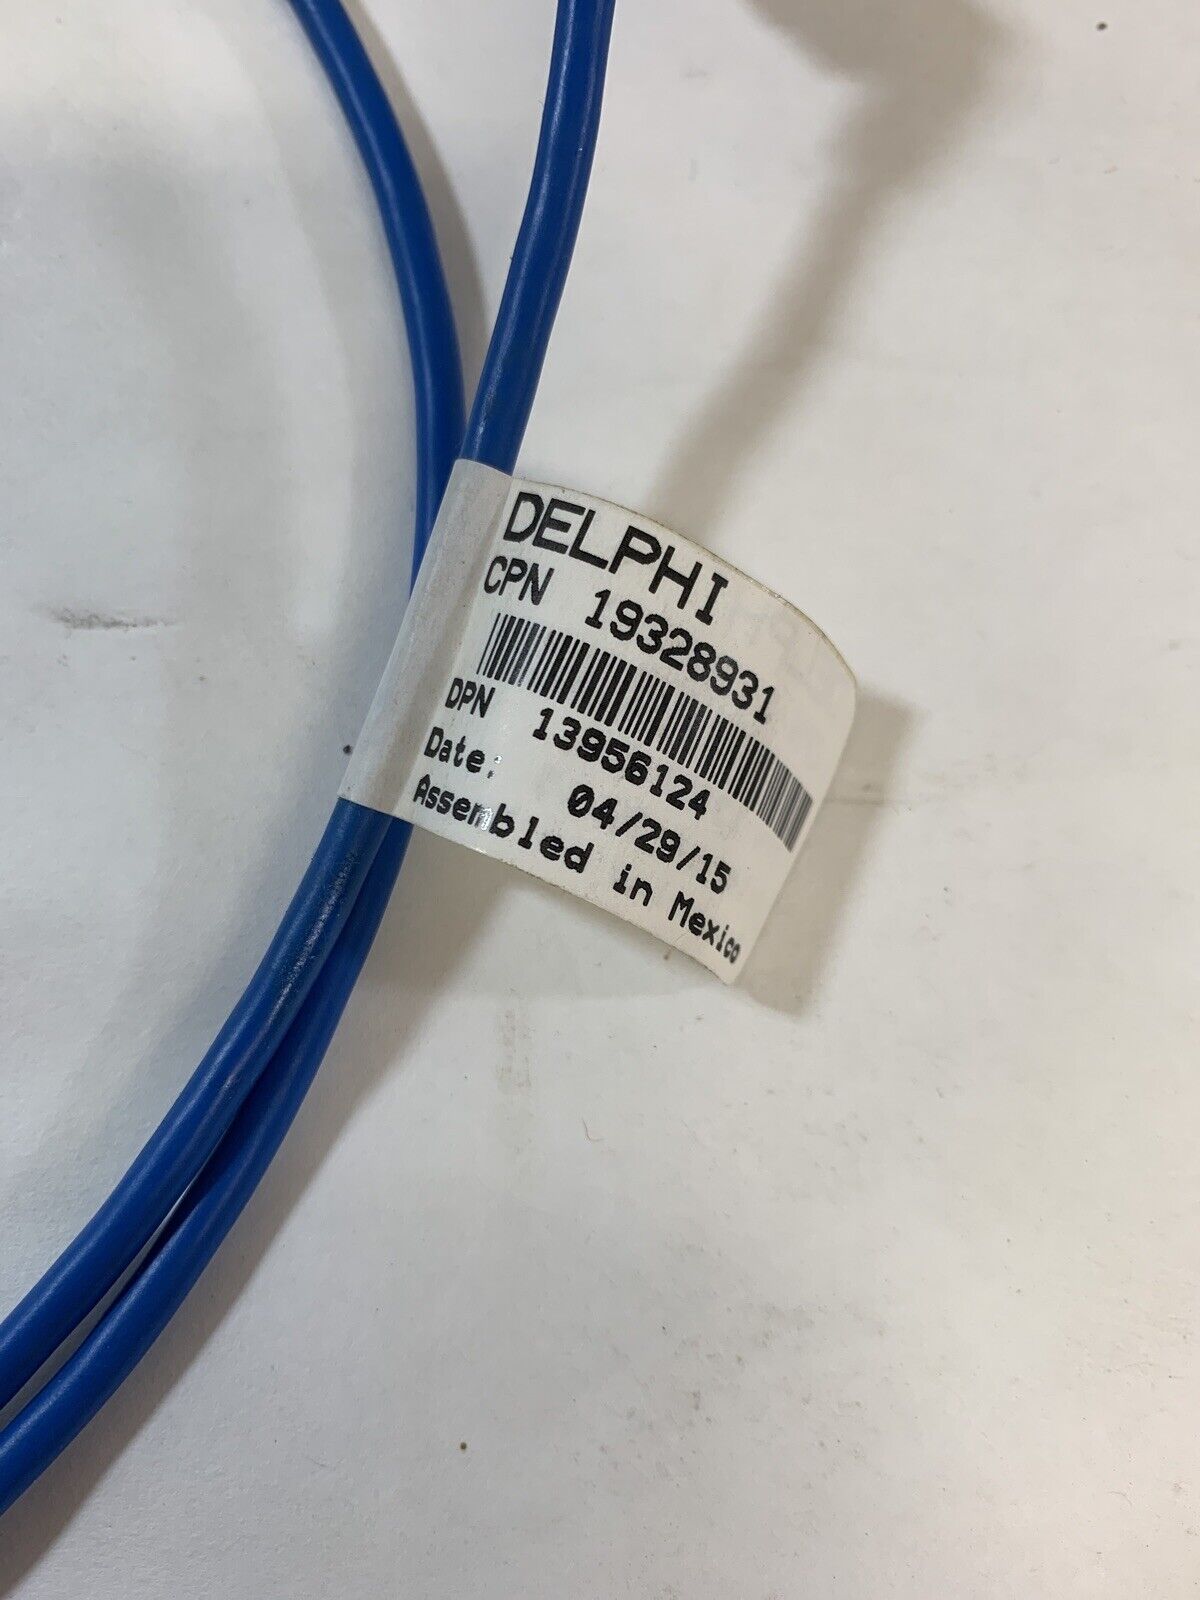 DELPHI
CPN 19328931
DPN 13956124
Date: 04/29/15
Assembled in Mexico